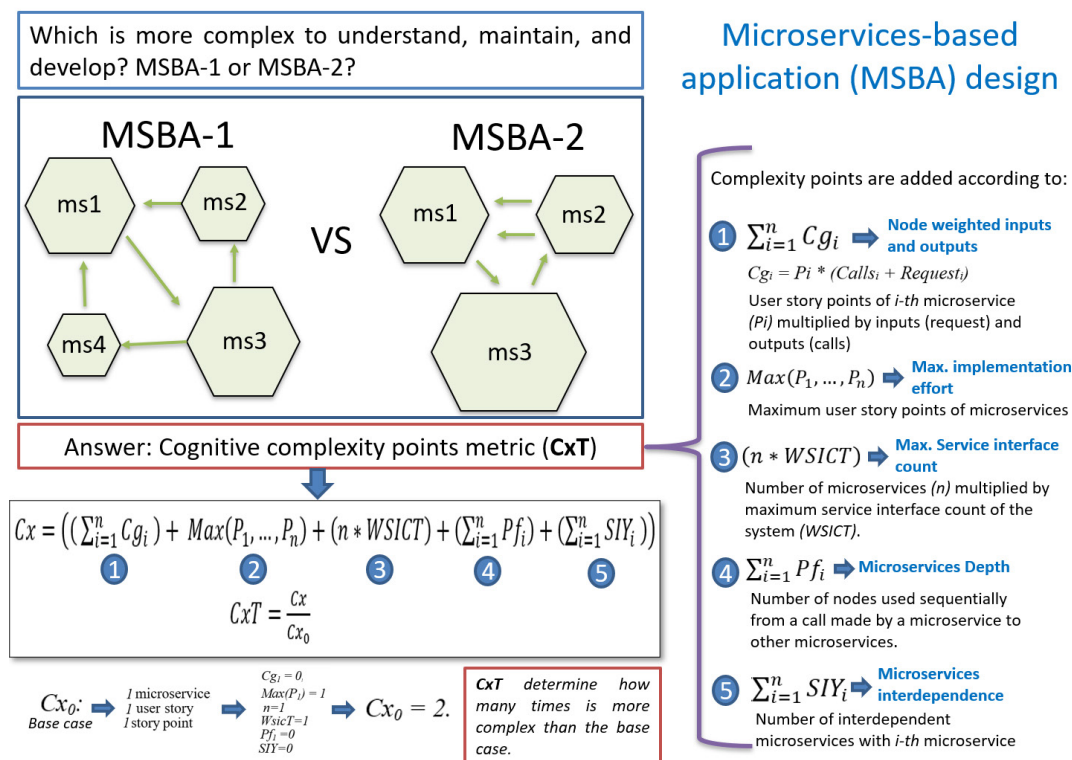 Which is more complex to understand, maintain, and
develop? MSBA-1 or MSBA-2?
Microservices-based
application (MSBA) design
MSBA-1
MSBA-2
ms1
ms2
ms3
ms4
VS
ms1
ms2
ms3
Answer: Cognitive complexity points metric (CxT)
Cx = ((∑ⁿᵢ₌₁ Cgᵢ) + Max(P₁,…,Pₙ) + (n * WSICT) + (∑ⁿᵢ₌₁ Pfᵢ) + (∑ⁿᵢ₌₁ SIYᵢ))
1 2 3 4 5
CxT = Cx / Cx₀
Cx₀:
Base case
1 microservice
1 user story
1 story point
Cg₁ = 0,
Max(P₁) = 1
n=1
WsicT=1
Pf₁ =0
SIY=0
Cx₀ = 2.
CxT determine how
many times is more
complex than the base
case.
Complexity points are added according to:
1 ∑ⁿᵢ₌₁ Cgᵢ
Node weighted inputs
and outputs
Cgᵢ = Pi * (Callsᵢ + Requestᵢ)
User story points of i-th microservice
(Pi) multiplied by inputs (request) and
outputs (calls)
2 Max(P₁,…,Pₙ)
Max. implementation
effort
Maximum user story points of microservices
3 (n * WSICT)
Max. Service interface
count
Number of microservices (n) multiplied by
maximum service interface count of the
system (WSICT).
4 ∑ⁿᵢ₌₁ Pfᵢ
Microservices Depth
Number of nodes used sequentially
from a call made by a microservice to
other microservices.
5 ∑ⁿᵢ₌₁ SIYᵢ
Microservices
interdependence
Number of interdependent
microservices with i-th microservice